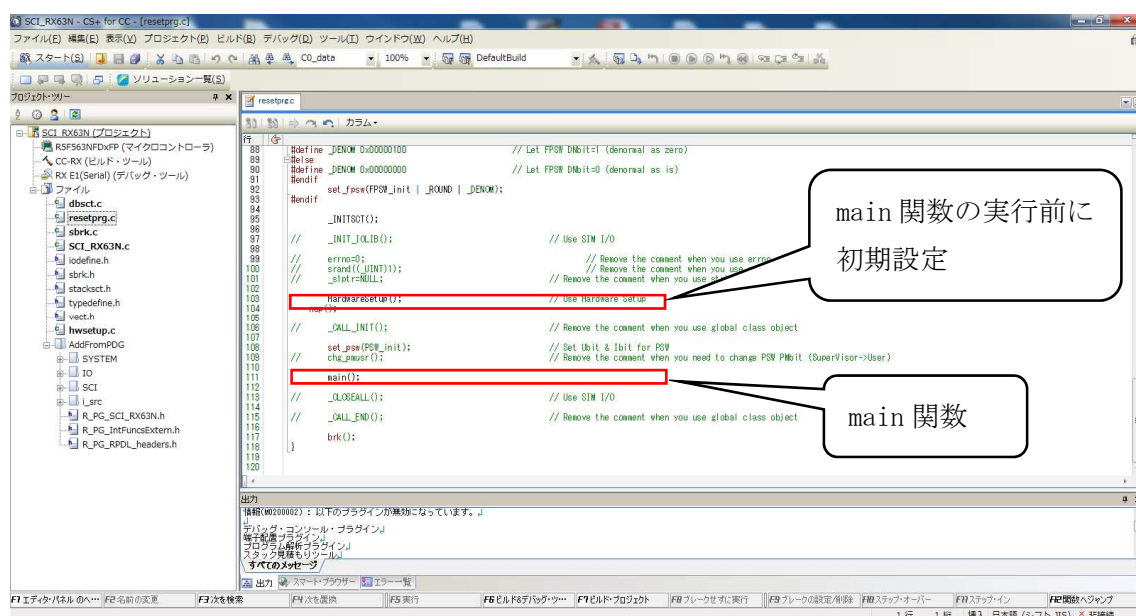 SCI_RX63N - CS+ for CC - [resetprg.c]
ファイル(F) 編集(E) 表示(V) プロジェクト(P) ビルド(B) デバッグ(D) ツール(T) ウインドウ(W) ヘルプ(H)
スタート(S) C0_data 100% DefaultBuild
ソリューション一覧(S)
プロジェクト・ツリー
SCI_RX63N (プロジェクト)
R5F563NFDxFP (マイクロコントローラ)
CC-RX (ビルド・ツール)
RX E1(Serial) (デバッグ・ツール)
ファイル
dbsct.c
resetprg.c
sbrk.c
SCI_RX63N.c
iodefine.h
sbrk.h
stacksct.h
typedefine.h
vect.h
hwsetup.c
AddFromPDG
SYSTEM
IO
SCI
i_src
R_PG_SCI_RX63N.h
R_PG_IntFuncsExtern.h
R_PG_RPDL_headers.h
resetprg.c
カラム
行
88 #define _DENOM 0x00000100 // Let FPSW DNbit=1 (denormal as zero)
89 #else
90 #define _DENOM 0x00000000 // Let FPSW DNbit=0 (denormal as is)
91 #endif
92 set_fpsw(FPSW_init | _ROUND | _DENOM);
93 #endif
94
95 _INITSCT();
96
97 // _INIT_IOLIB(); // Use SIM I/O
98
99 // errno=0; // Remove the comment when you use errno
100 // srand((_UINT)1); // Remove the comment when you use
101 // _s1ptr=NULL; // Remove the comment when you use
102
103 HardwareSetup(); // Use Hardware Setup
104 nop();
105
106 // _CALL_INIT(); // Remove the comment when you use global class object
107
108 set_psw(PSW_init); // Set Ubit & Ibit for PSW
109 // chg_pmusr(); // Remove the comment when you need to change PSW PMbit (SuperVisor->User)
110
111 main();
112
113 // _CLOSEALL(); // Use SIM I/O
114
115 // _CALL_END(); // Remove the comment when you use global class object
116
117 brk();
118 }
119
120
main 関数の実行前に
初期設定
main 関数
出力
情報(M0200002) : 以下のプラグインが無効になっています。
デバッグ・コンソール・プラグイン
端子配置プラグイン
プログラム解析プラグイン
スタック見積もりツール
すべてのメッセージ
出力 スマート・ブラウザー エラー一覧
F1 エディタ・パネル のヘ… F2 名前の変更 F3 次を検索 F4 次を置換 F5 実行 F6 ビルド&デバッグ・ツ… F7 ビルド・プロジェクト F8 ブレークせずに実行 F9 ブレークの設定/削除 F10 ステップ・オーバー F11 ステップ・イン F12 関数へジャンプ
1 行 1 桁 挿入 日本語 (シフト JIS) 非接続